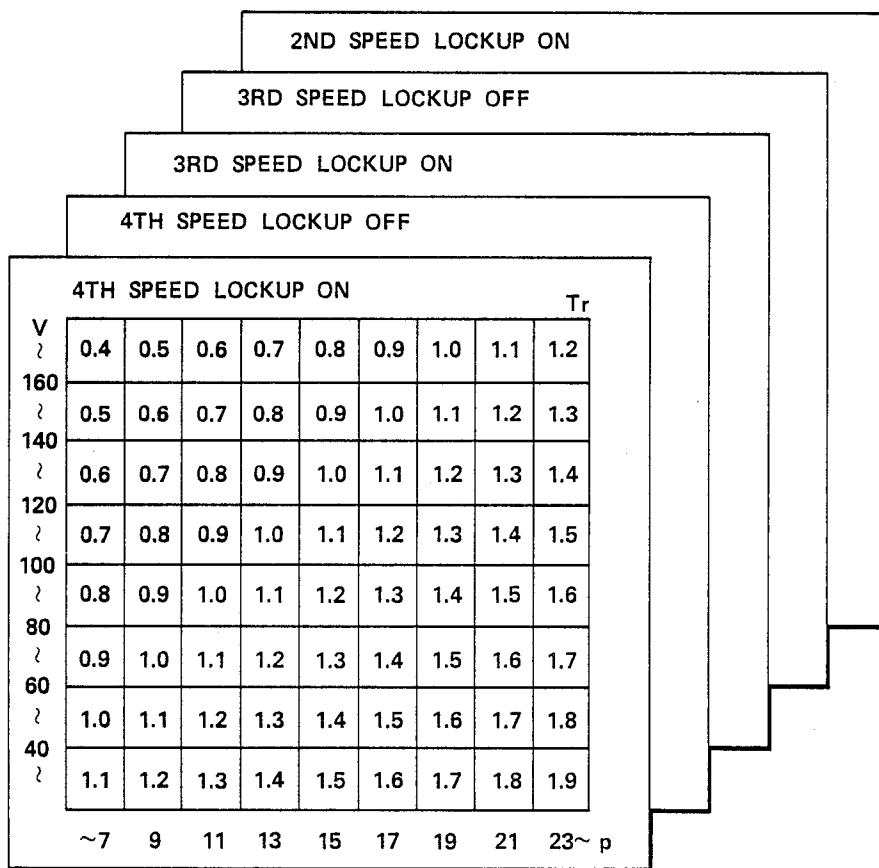 2ND SPEED LOCKUP ON
3RD SPEED LOCKUP OFF
3RD SPEED LOCKUP ON
4TH SPEED LOCKUP OFF
4TH SPEED LOCKUP ON
Tr
V
~ 0.4 0.5 0.6 0.7 0.8 0.9 1.0 1.1 1.2
160
~ 0.5 0.6 0.7 0.8 0.9 1.0 1.1 1.2 1.3
140
~ 0.6 0.7 0.8 0.9 1.0 1.1 1.2 1.3 1.4
120
~ 0.7 0.8 0.9 1.0 1.1 1.2 1.3 1.4 1.5
100
~ 0.8 0.9 1.0 1.1 1.2 1.3 1.4 1.5 1.6
80
~ 0.9 1.0 1.1 1.2 1.3 1.4 1.5 1.6 1.7
60
~ 1.0 1.1 1.2 1.3 1.4 1.5 1.6 1.7 1.8
40
~ 1.1 1.2 1.3 1.4 1.5 1.6 1.7 1.8 1.9
~7 9 11 13 15 17 19 21 23~ p